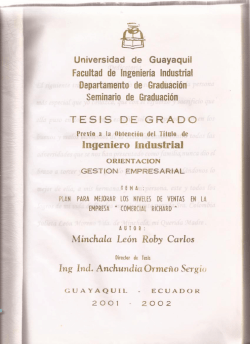 Universidad de Guayaquil
Facultad de Ingeniería Industrial
Departamento de Graduación
Seminario de Graduación
TESIS DE GRADO
Previo a la Obtención del Título de
Ingeniero Industrial
ORIENTACION
GESTION EMPRESARIAL
TEMA:
PLAN PARA MEJORAR LOS NIVELES DE VENTAS EN LA
EMPRESA " COMERCIAL RICHARD "
AUTOR:
Minchala León Roby Carlos
Director de Tesis
Ing Ind. Anchundia Ormeño Sergio
GUAYAQUIL - ECUADOR
2001 - 2002